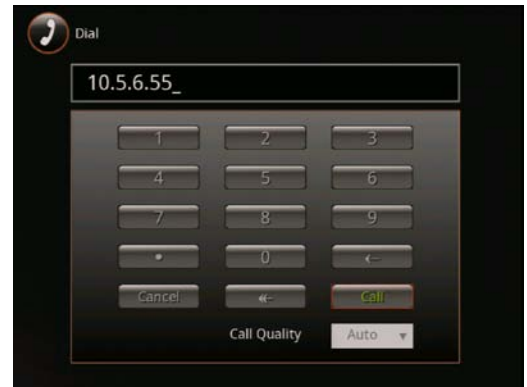 Dial
10.5.6.55_
1 2 3
4 5 6
7 8 9
• 0 ←
Cancel «- Call
Call Quality Auto ▼